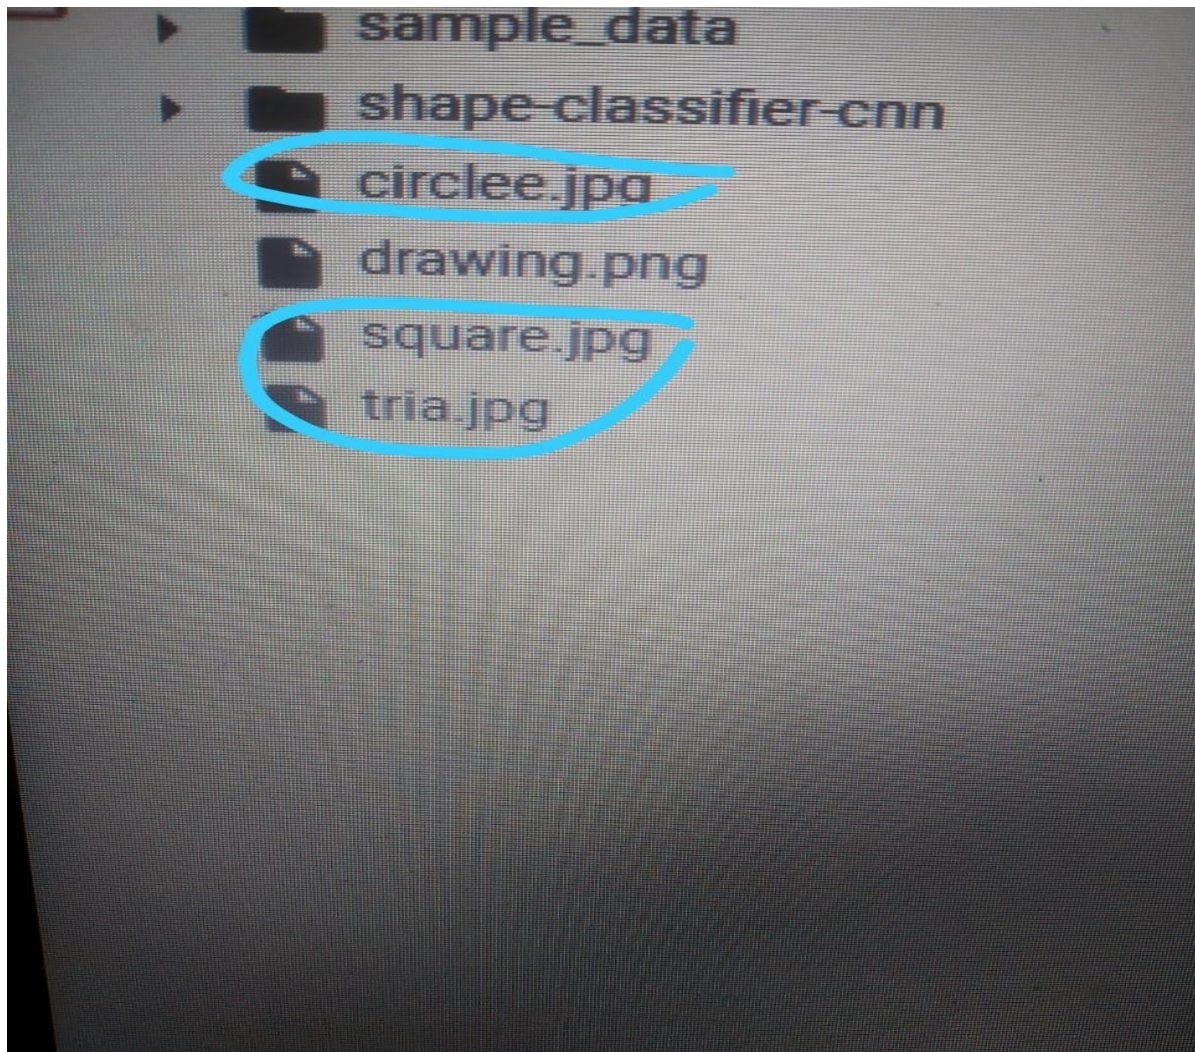 sample_data
shape-classifier-cnn
circlee.jpg
drawing.png
square.jpg
tria.jpg